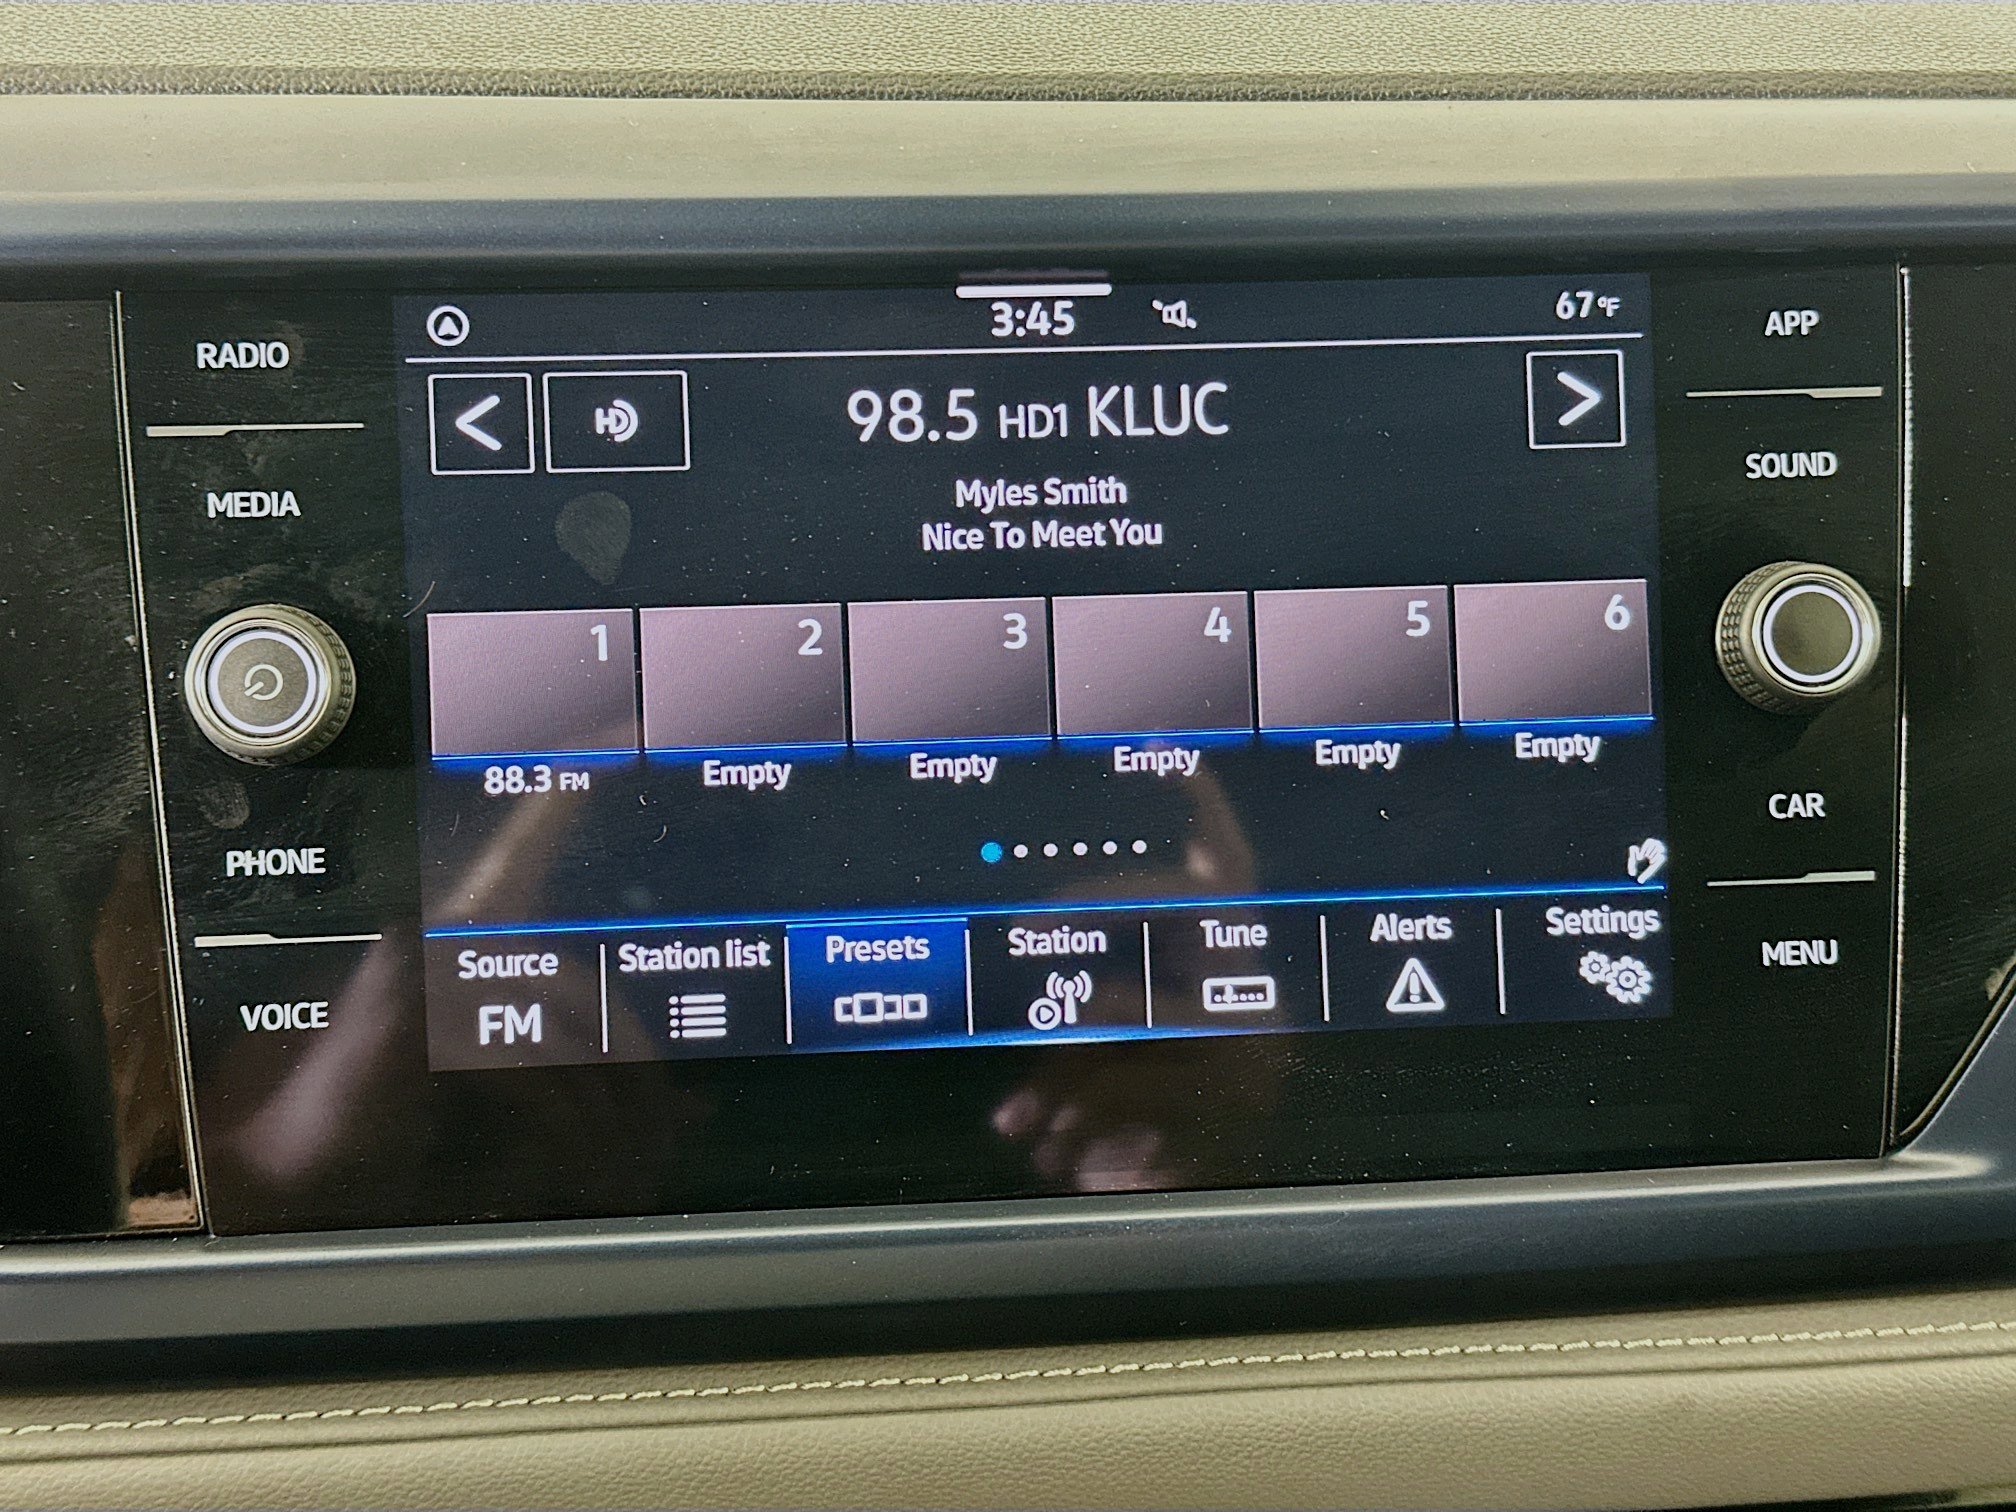 RADIO
MEDIA
PHONE
VOICE
3:45
67°F
HD
98.5 HD1 KLUC
Myles Smith
Nice To Meet You
1 2 3 4 5 6
88.3 FM Empty Empty Empty Empty Empty
Source Station list Presets Station Tune Alerts Settings
FM
APP
SOUND
CAR
MENU